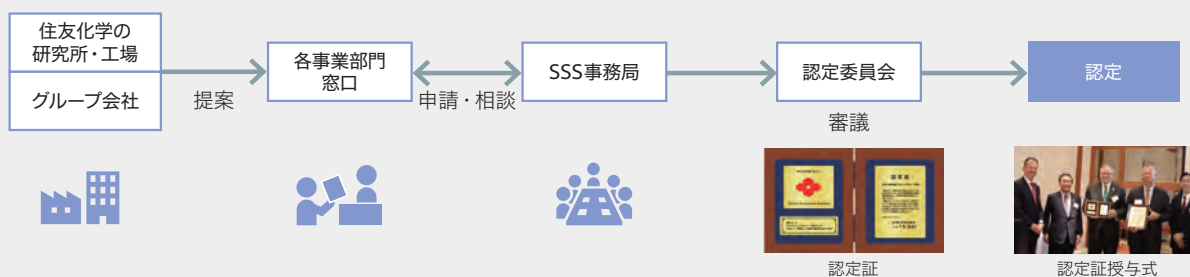 住友化学の
研究所・工場
グループ会社
提案
各事業部門
窓口
申請・相談
SSS事務局
認定委員会
審議
認定
認定証
認定証授与式